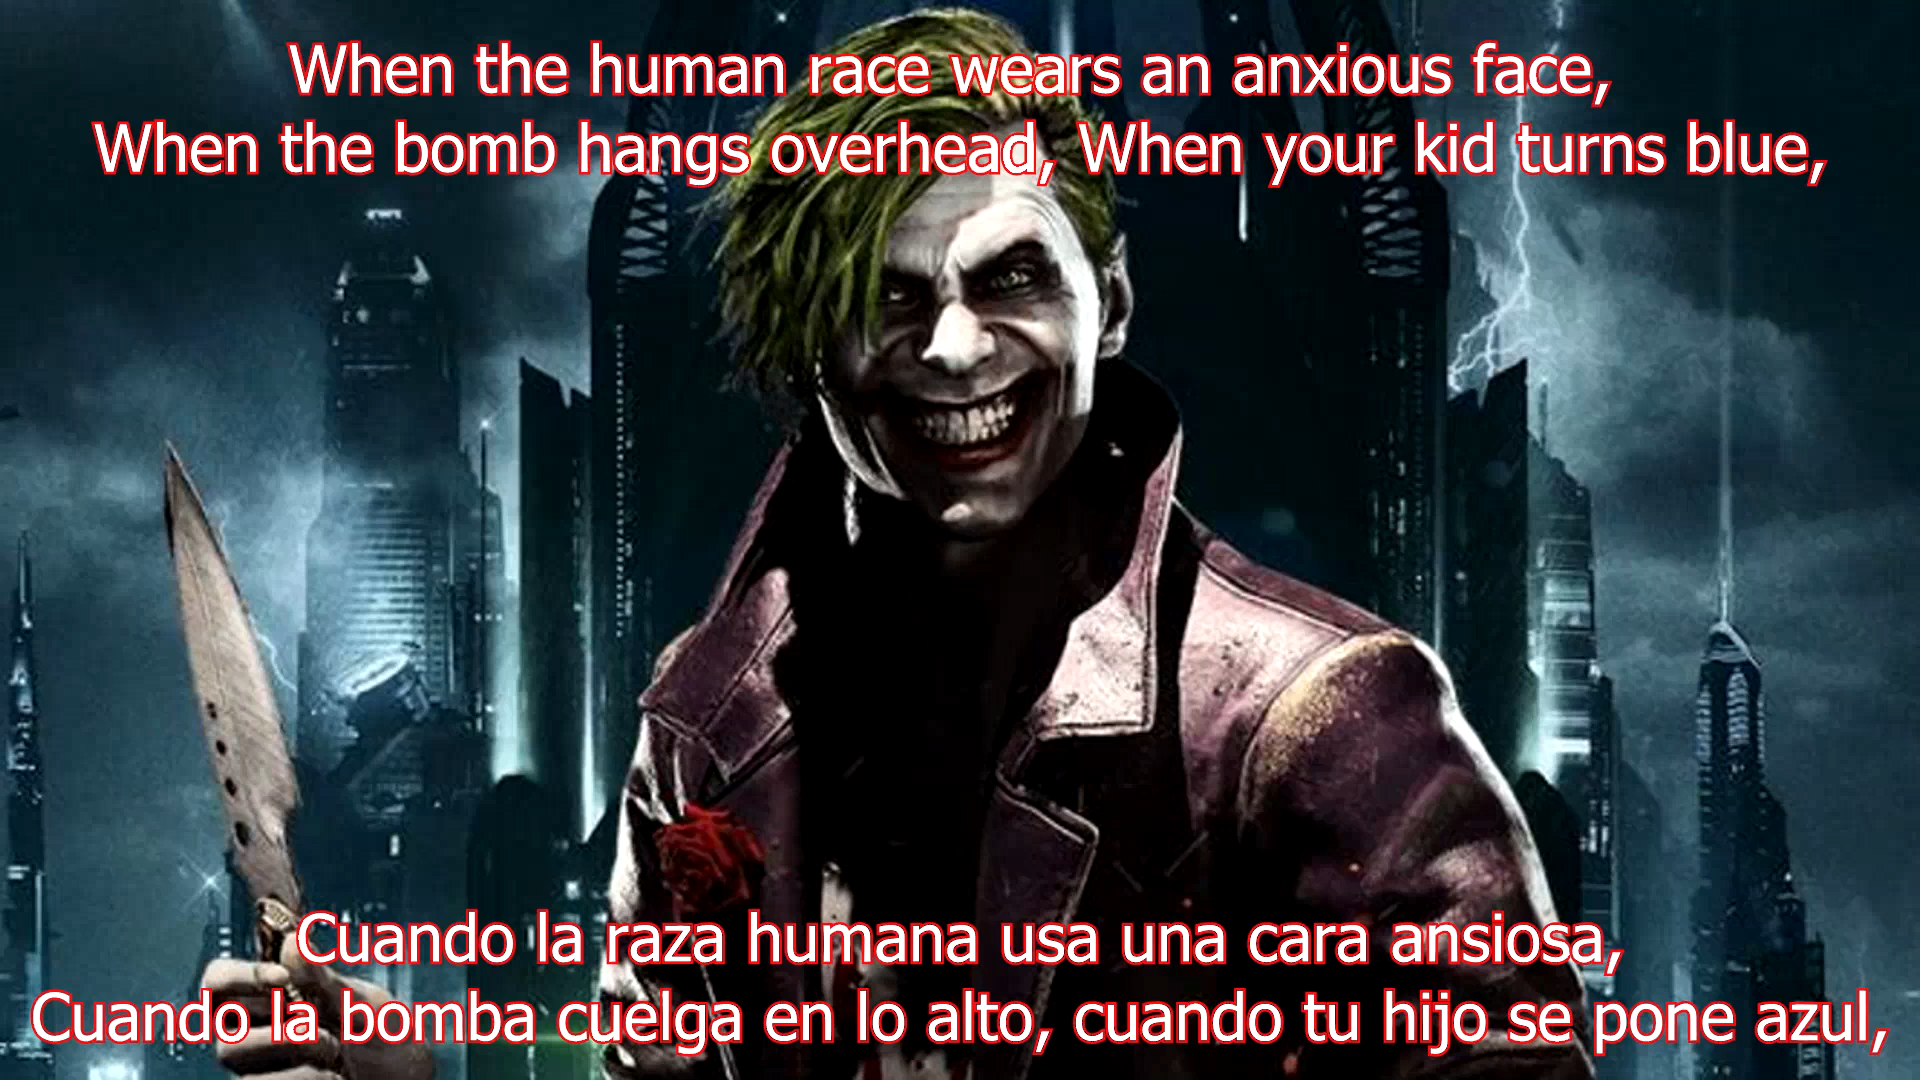 When the human race wears an anxious face,
When the bomb hangs overhead, When your kid turns blue,
Cuando la raza humana usa una cara ansiosa,
Cuando la bomba cuelga en lo alto, cuando tu hijo se pone azul,